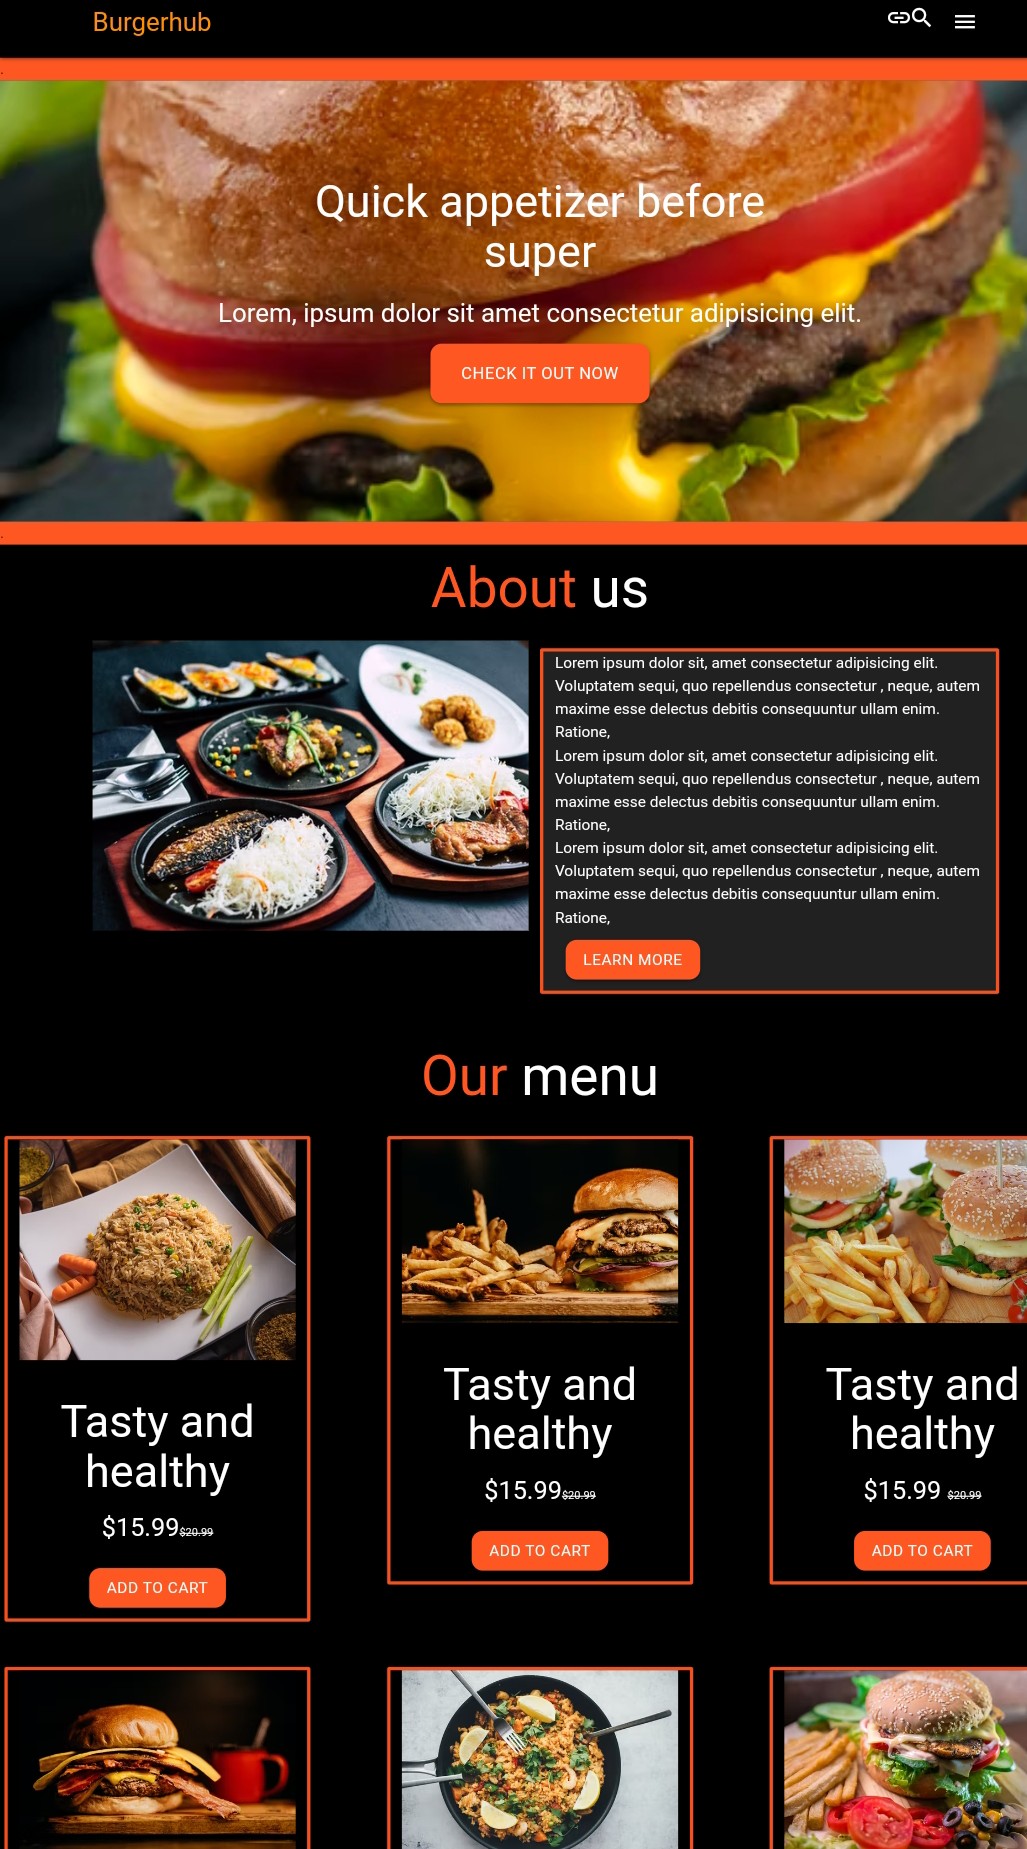 Burgerhub
.
Quick appetizer before
super
Lorem, ipsum dolor sit amet consectetur adipisicing elit.
CHECK IT OUT NOW
.
About us
Lorem ipsum dolor sit, amet consectetur adipisicing elit.
Voluptatem sequi, quo repellendus consectetur , neque, autem
maxime esse delectus debitis consequuntur ullam enim.
Ratione,
Lorem ipsum dolor sit, amet consectetur adipisicing elit.
Voluptatem sequi, quo repellendus consectetur , neque, autem
maxime esse delectus debitis consequuntur ullam enim.
Ratione,
Lorem ipsum dolor sit, amet consectetur adipisicing elit.
Voluptatem sequi, quo repellendus consectetur , neque, autem
maxime esse delectus debitis consequuntur ullam enim.
Ratione,
LEARN MORE
Our menu
Tasty and
healthy
$15.99$20.99
ADD TO CART
Tasty and
healthy
$15.99$20.99
ADD TO CART
Tasty and
healthy
$15.99 $20.99
ADD TO CART